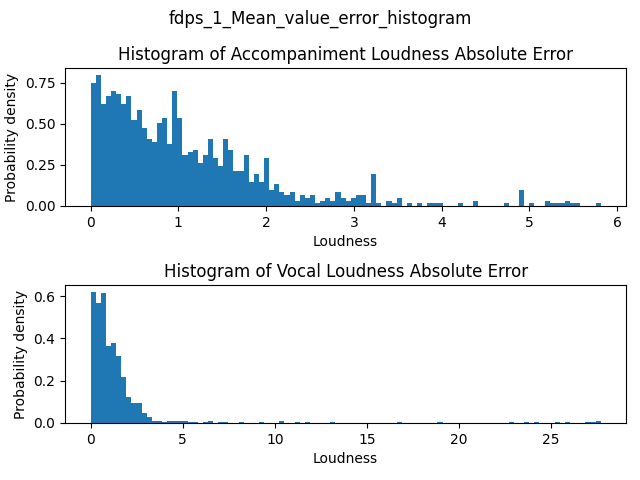 fdps_1_Mean_value_error_histogram
Histogram of Accompaniment Loudness Absolute Error
Probability density
0.75
0.50
0.25
0.00
0 1 2 3 4 5 6
Loudness
Histogram of Vocal Loudness Absolute Error
Probability density
0.6
0.4
0.2
0.0
0 5 10 15 20 25
Loudness